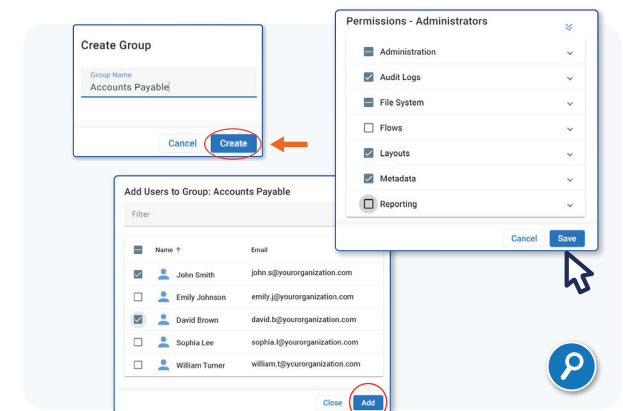 Create Group
Group Name
Accounts Payable
Cancel
Create
Permissions - Administrators
Administration
Audit Logs
File System
Flows
Layouts
Metadata
Reporting
Cancel
Save
Add Users to Group: Accounts Payable
Filter
Name ↑ Email
John Smith john.s@yourorganization.com
Emily Johnson emily.j@yourorganization.com
David Brown david.b@yourorganization.com
Sophia Lee sophia.l@yourorganization.com
William Turner william.t@yourorganization.com
Close
Add